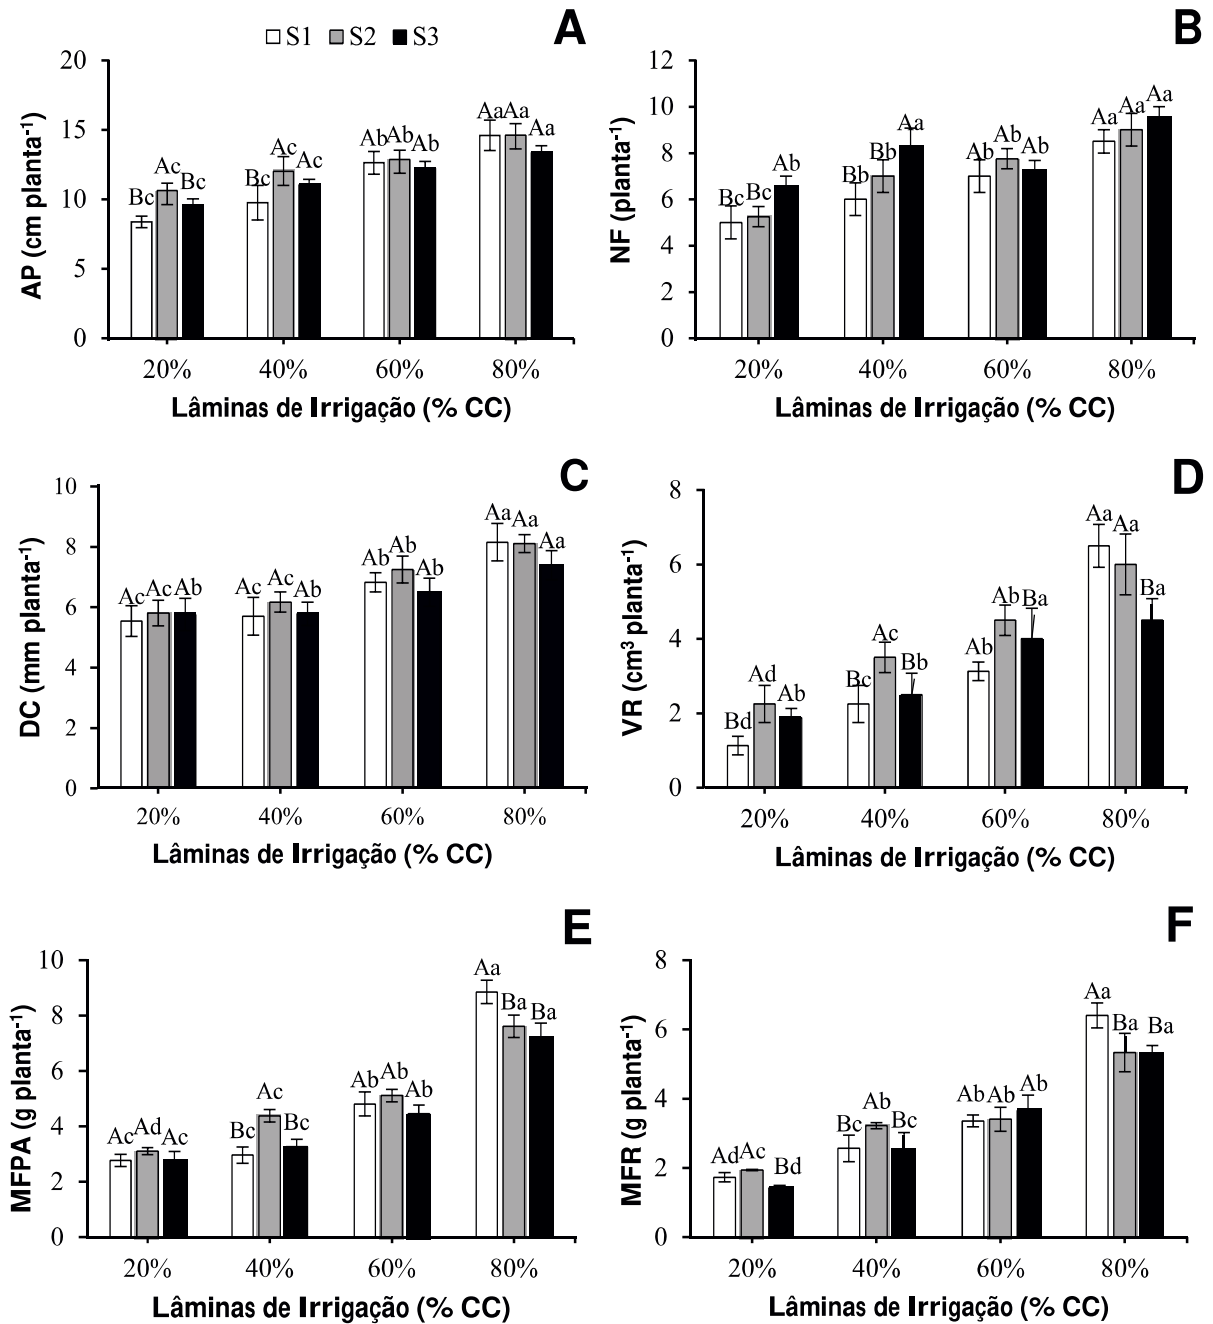 S1 S2 S3
A
20
15
10
5
0
AP (cm planta⁻¹)
Bc Ac Bc Bc Ac Ac Ab Ab Ab Aa Aa Aa
20% 40% 60% 80%
Lâminas de Irrigação (% CC)
B
12
10
8
6
4
2
0
NF (planta⁻¹)
Bc Bc Ab Bb Bb Aa Ab Ab Ab Aa Aa Aa
20% 40% 60% 80%
Lâminas de Irrigação (% CC)
C
10
8
6
4
2
0
DC (mm planta⁻¹)
Ac Ac Ab Ac Ac Ab Ab Ab Ab Aa Aa Aa
20% 40% 60% 80%
Lâminas de Irrigação (% CC)
D
8
6
4
2
0
VR (cm³ planta⁻¹)
Bd Ad Ab Bc Ac Bb Ab Ab Ba Aa Aa Ba
20% 40% 60% 80%
Lâminas de Irrigação (% CC)
E
10
8
6
4
2
0
MFPA (g planta⁻¹)
Ac Ad Ac Bc Ac Bc Ab Ab Ab Aa Ba Ba
20% 40% 60% 80%
Lâminas de Irrigação (% CC)
F
8
6
4
2
0
MFR (g planta⁻¹)
Ad Ac Bd Bc Ab Bc Ab Ab Ab Aa Ba Ba
20% 40% 60% 80%
Lâminas de Irrigação (% CC)